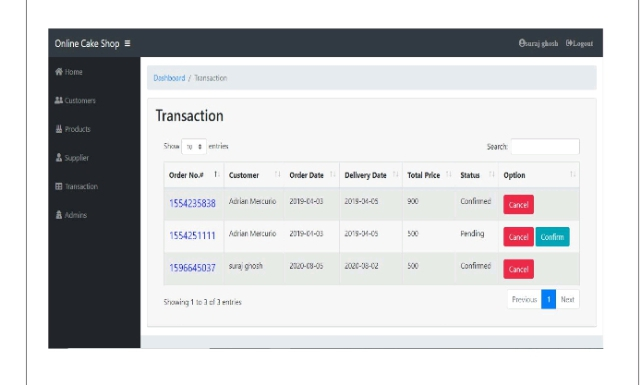 Online Cake Shop
suraj ghosh Logout
Home
Customers
Products
Supplier
Transaction
Admins
Dashboard / Transaction
Transaction
Show 10 entries
Search:
Order No.# Customer Order Date Delivery Date Total Price Status Option
1554235838 Adrian Mercurio 2019-04-03 2019-04-05 900 Confirmed Cancel
1554251111 Adrian Mercurio 2019-04-03 2019-04-05 500 Pending Cancel Confirm
1596645037 suraj ghosh 2020-08-05 2020-08-02 500 Confirmed Cancel
Showing 1 to 3 of 3 entries
Previous 1 Next